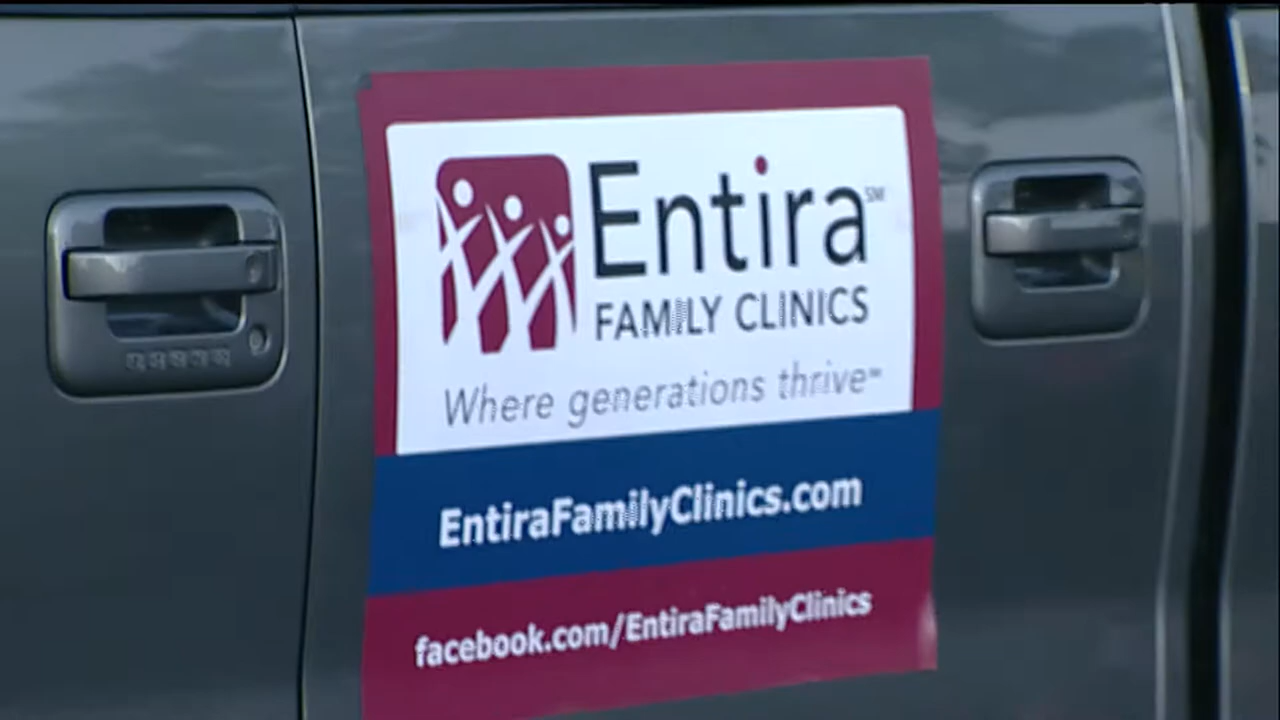 Entira℠
FAMILY CLINICS
Where generations thrive℠
EntiraFamilyClinics.com
facebook.com/EntiraFamilyClinics